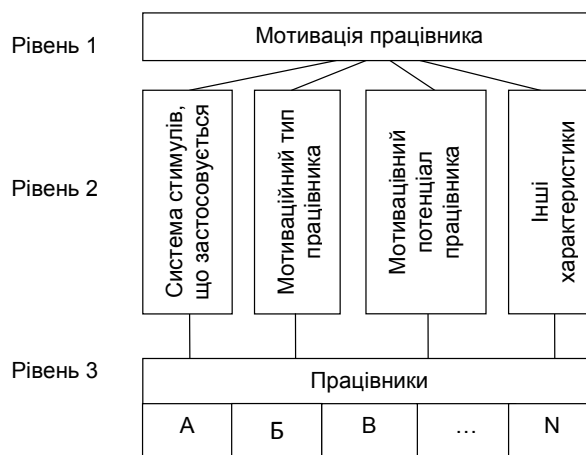 Рівень 1
Мотивація працівника
Рівень 2
Система стимулів,
що застосовується
Мотиваційний тип
працівника
Мотивацівний
потенціал
працівника
Інші
характеристики
Рівень 3
Працівники
А
Б
В
…
N